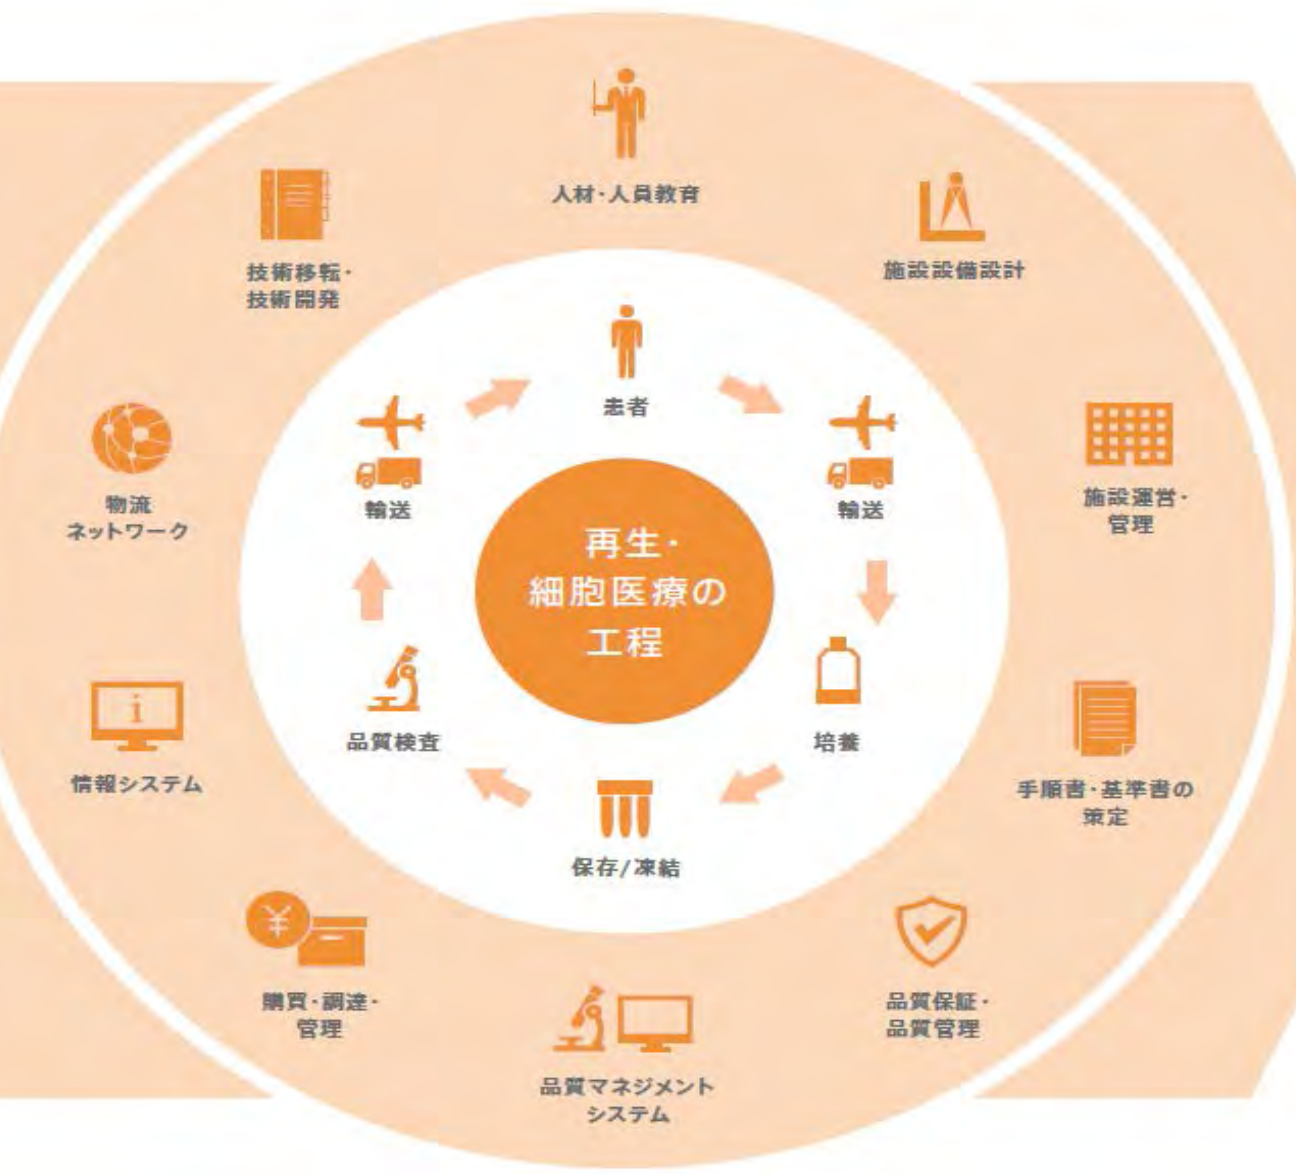 人材・人員教育
施設設備設計
施設運営・
管理
手順書・基準書の
策定
品質保証・
品質管理
品質マネジメント
システム
購買・調達・
管理
¥
情報システム
i
物流
ネットワーク
技術移転・
技術開発
患者
輸送
培養
保存/凍結
品質検査
輸送
再生・
細胞医療の
工程